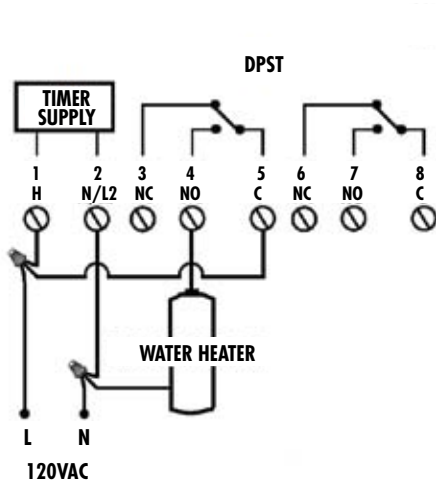 DPST
TIMER
SUPPLY
1 2 3 4 5 6 7 8
H N/L2 NC NO C NC NO C
WATER HEATER
L N
120VAC